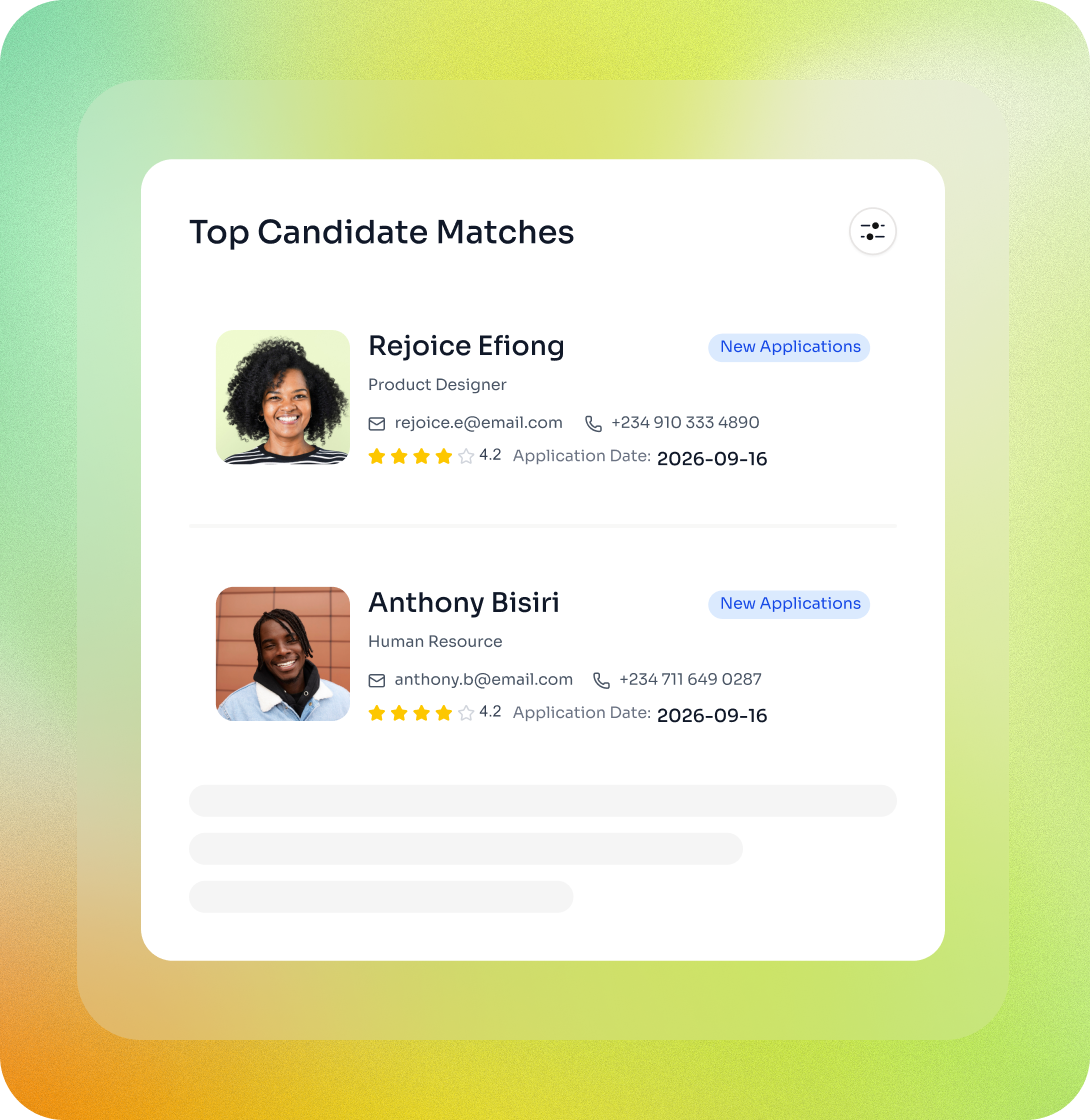 Top Candidate Matches
Rejoice Efiong
New Applications
Product Designer
rejoice.e@email.com +234 910 333 4890
4.2 Application Date: 2026-09-16
Anthony Bisiri
New Applications
Human Resource
anthony.b@email.com +234 711 649 0287
4.2 Application Date: 2026-09-16